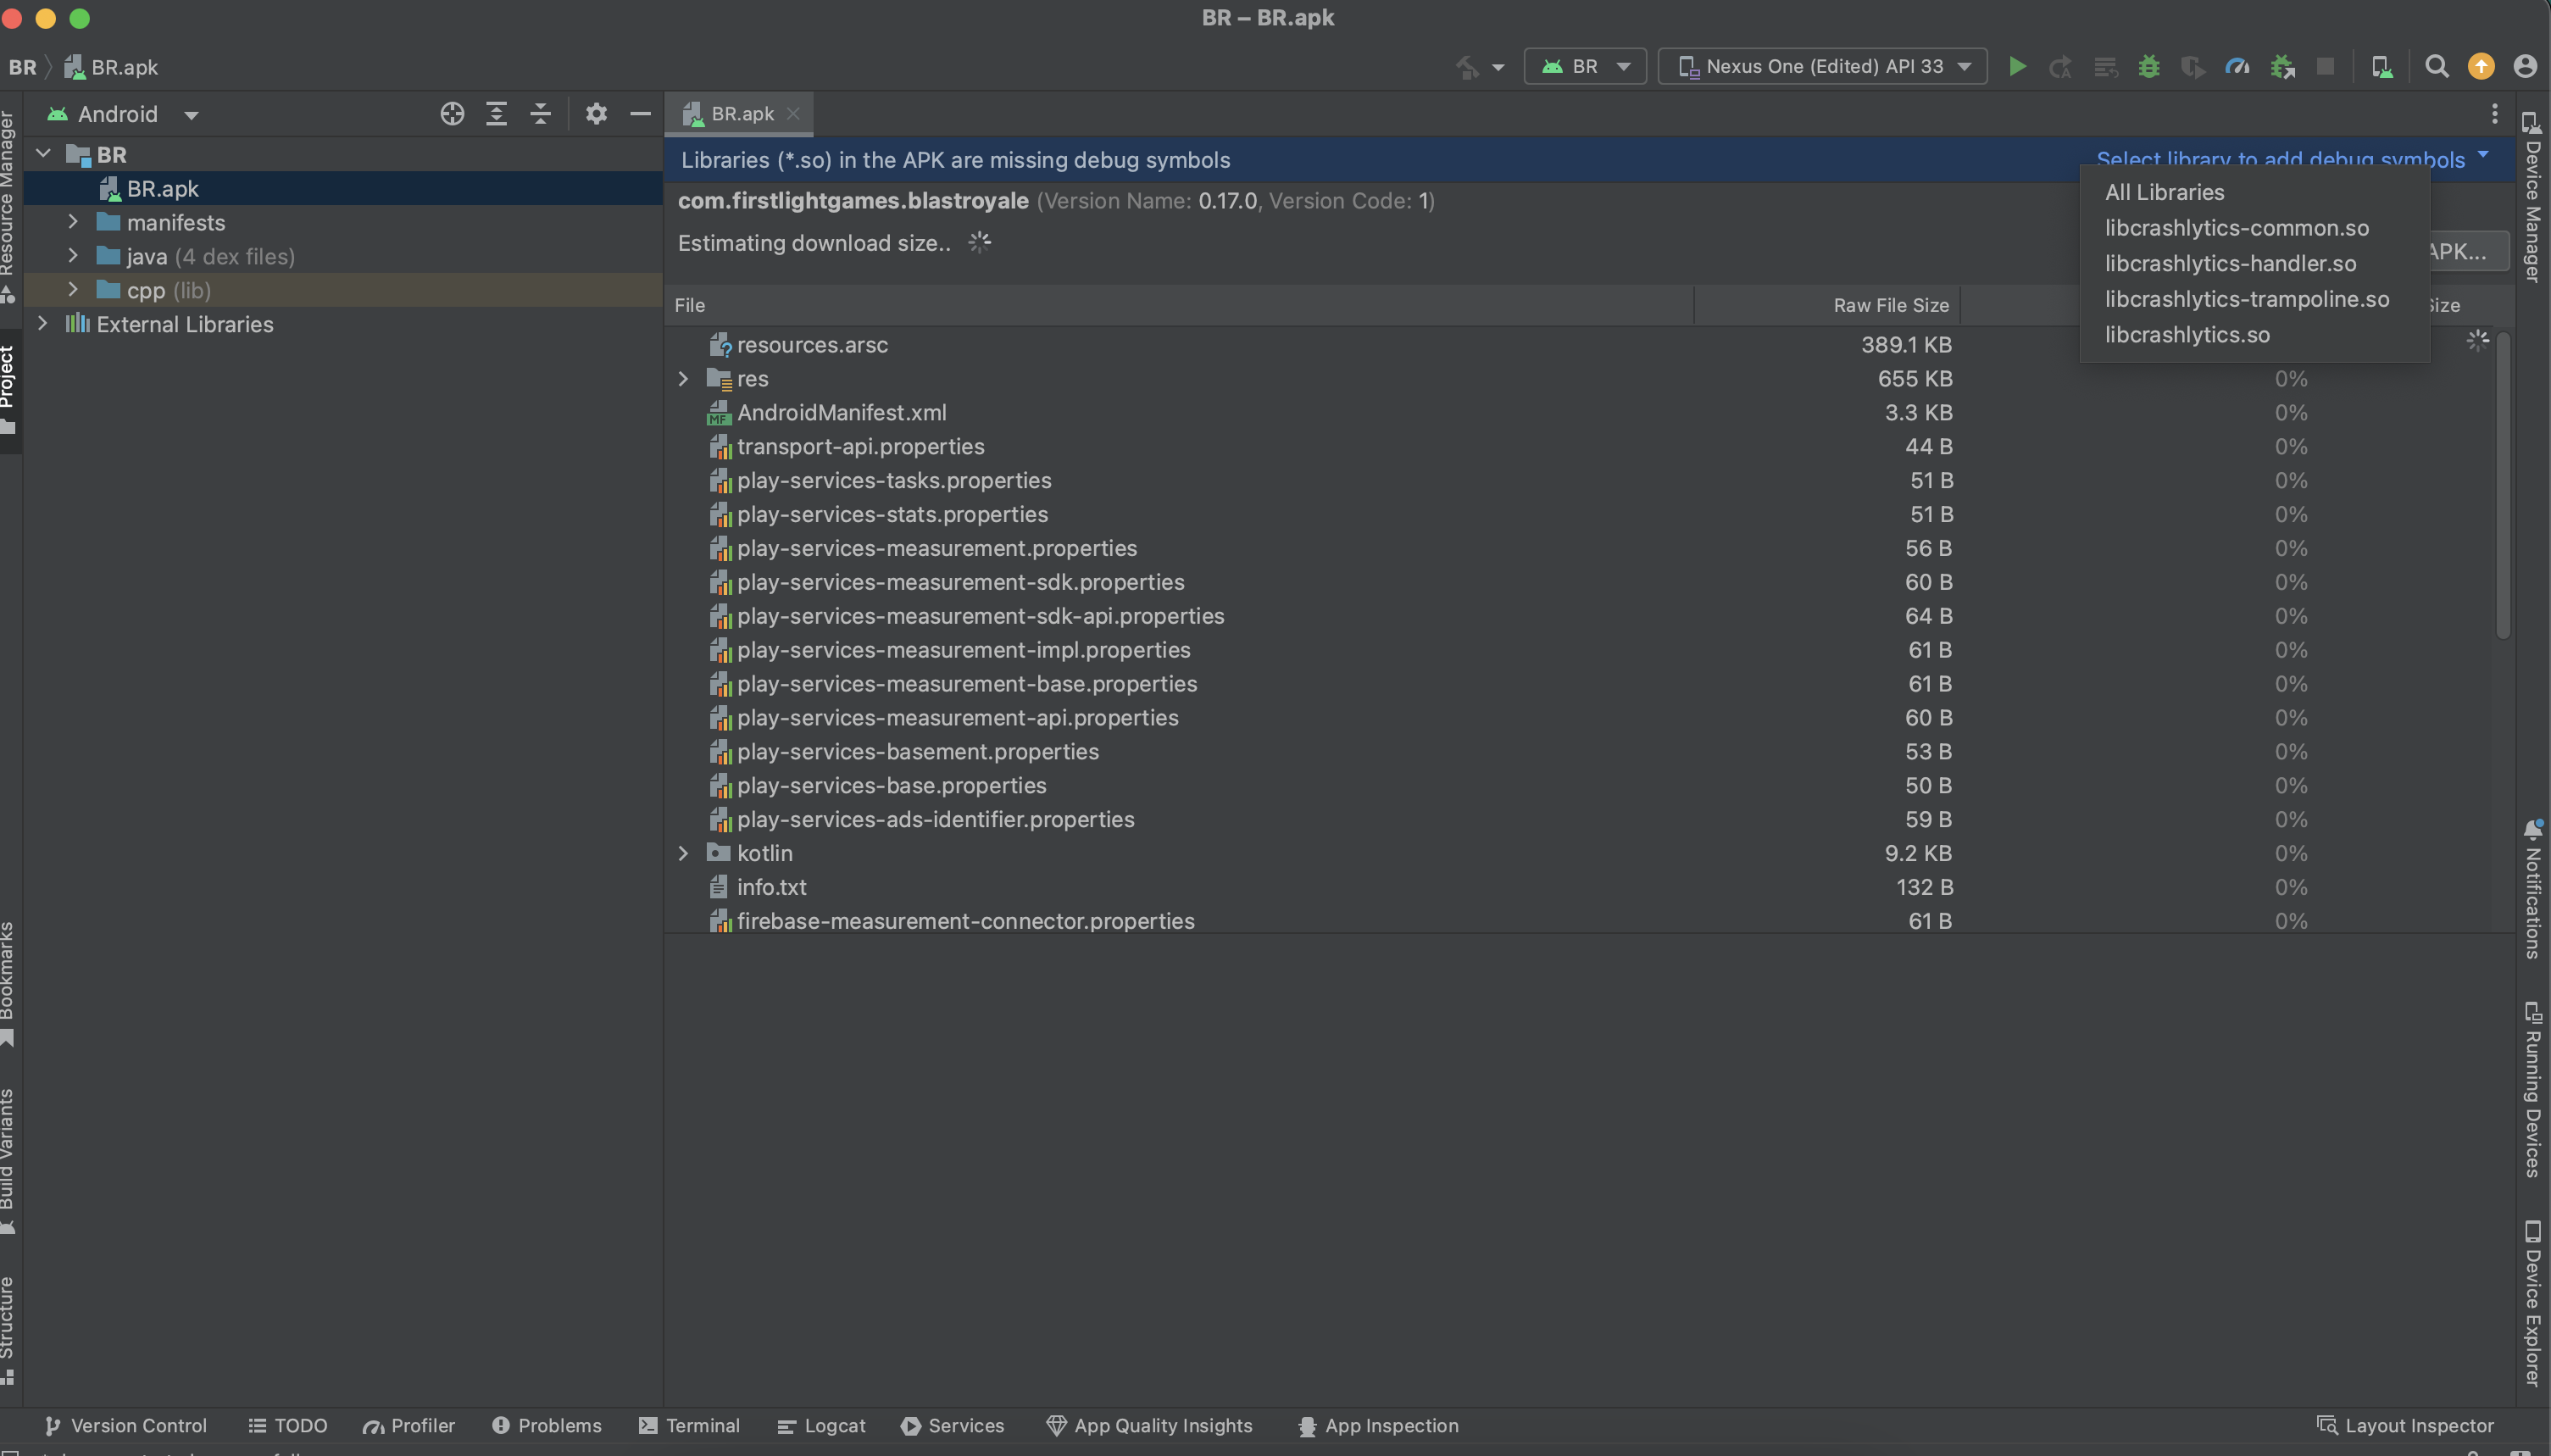 BR – BR.apk
BR BR.apk
BR
Nexus One (Edited) API 33
Android
BR.apk
BR
BR.apk
manifests
java (4 dex files)
cpp (lib)
External Libraries
Libraries (*.so) in the APK are missing debug symbols
Select library to add debug symbols
com.firstlightgames.blastroyale (Version Name: 0.17.0, Version Code: 1)
Estimating download size..
All Libraries
libcrashlytics-common.so
libcrashlytics-handler.so
libcrashlytics-trampoline.so
libcrashlytics.so
APK...
File Raw File Size
resources.arsc 389.1 KB
res 655 KB 0%
AndroidManifest.xml 3.3 KB 0%
transport-api.properties 44 B 0%
play-services-tasks.properties 51 B 0%
play-services-stats.properties 51 B 0%
play-services-measurement.properties 56 B 0%
play-services-measurement-sdk.properties 60 B 0%
play-services-measurement-sdk-api.properties 64 B 0%
play-services-measurement-impl.properties 61 B 0%
play-services-measurement-base.properties 61 B 0%
play-services-measurement-api.properties 60 B 0%
play-services-basement.properties 53 B 0%
play-services-base.properties 50 B 0%
play-services-ads-identifier.properties 59 B 0%
kotlin 9.2 KB 0%
info.txt 132 B 0%
firebase-measurement-connector.properties 61 B 0%
Resource Manager
Project
Bookmarks
Build Variants
Structure
Device Manager
Notifications
Running Devices
Device Explorer
Version Control
TODO
Profiler
Problems
Terminal
Logcat
Services
App Quality Insights
App Inspection
Layout Inspector